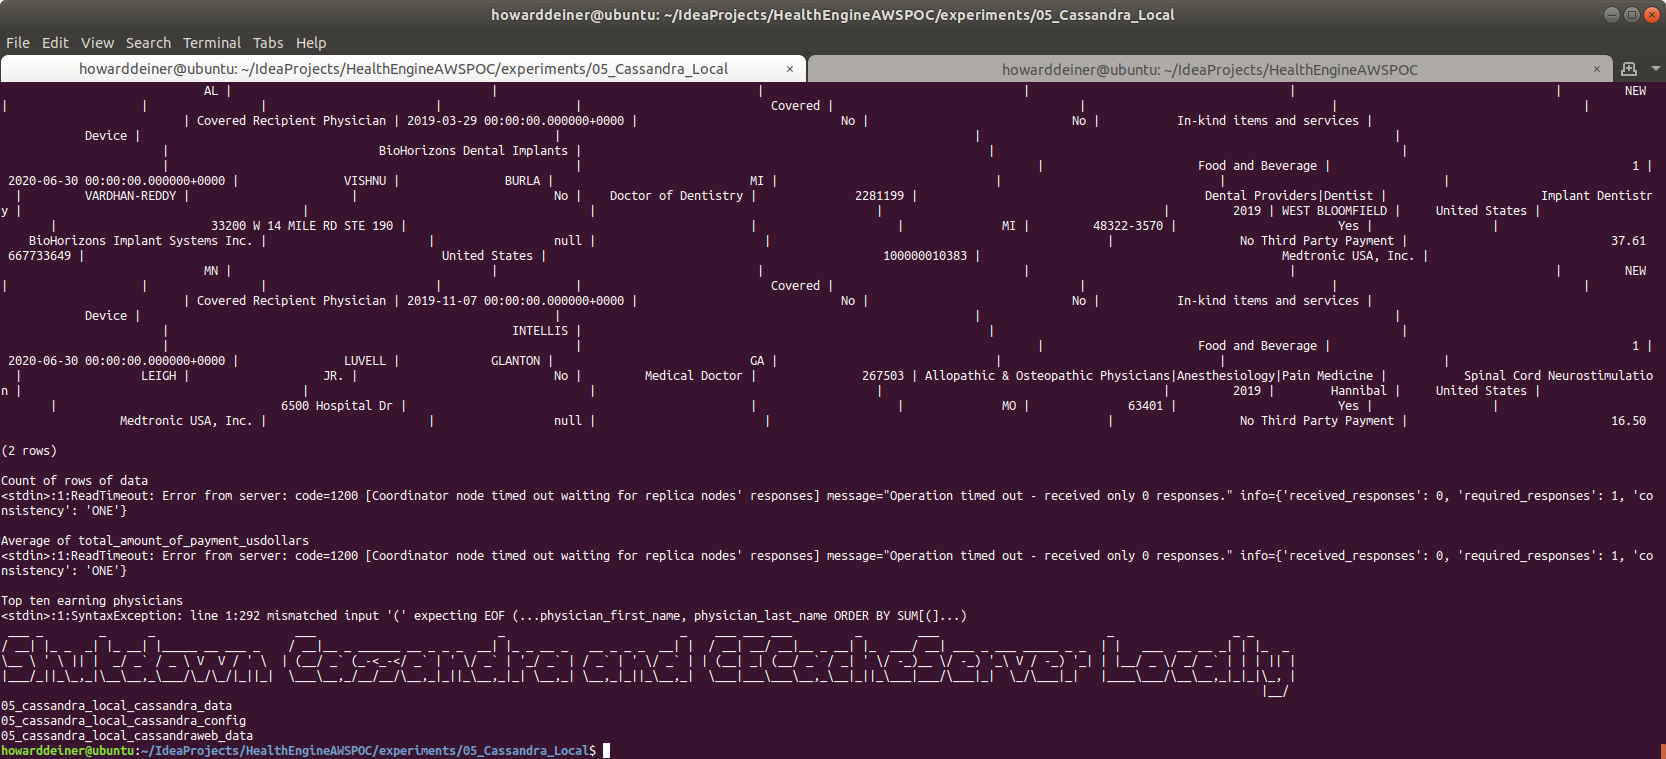 howarddeiner@ubuntu: ~/IdeaProjects/HealthEngineAWSPOC/experiments/05_Cassandra_Local
File Edit View Search Terminal Tabs Help
howarddeiner@ubuntu: ~/IdeaProjects/HealthEngineAWSPOC/experiments/05_Cassandra_Local × howarddeiner@ubuntu: ~/IdeaProjects/HealthEngineAWSPOC ×
AL | | | | | | NEW
| | | | | Covered | | | |
| Covered Recipient Physician | 2019-03-29 00:00:00.000000+0000 | No | No | In-kind items and services |
Device | | | |
| BioHorizons Dental Implants | | |
| | | Food and Beverage | 1 |
2020-06-30 00:00:00.000000+0000 | VISHNU | BURLA | MI | | | |
| VARDHAN-REDDY | | No | Doctor of Dentistry | 2281199 | Dental Providers|Dentist | Implant Dentistr
y | | | | | 2019 | WEST BLOOMFIELD | United States |
| 33200 W 14 MILE RD STE 190 | | | MI | 48322-3570 | Yes | |
BioHorizons Implant Systems Inc. | | null | | | No Third Party Payment | 37.61
667733649 | United States | 100000010383 | Medtronic USA, Inc. |
MN | | | | | | NEW
| | | | | Covered | | | |
| Covered Recipient Physician | 2019-11-07 00:00:00.000000+0000 | No | No | In-kind items and services |
Device | | | |
| INTELLIS | | |
| | | Food and Beverage | 1 |
2020-06-30 00:00:00.000000+0000 | LUVELL | GLANTON | GA | | | |
| LEIGH | JR. | No | Medical Doctor | 267503 | Allopathic & Osteopathic Physicians|Anesthesiology|Pain Medicine | Spinal Cord Neurostimulatio
n | | | | | 2019 | Hannibal | United States |
| 6500 Hospital Dr | | | MO | 63401 | Yes | |
Medtronic USA, Inc. | | null | | | No Third Party Payment | 16.50
(2 rows)
Count of rows of data
<stdin>:1:ReadTimeout: Error from server: code=1200 [Coordinator node timed out waiting for replica nodes' responses] message="Operation timed out - received only 0 responses." info={'received_responses': 0, 'required_responses': 1, 'co
nsistency': 'ONE'}
Average of total_amount_of_payment_usdollars
<stdin>:1:ReadTimeout: Error from server: code=1200 [Coordinator node timed out waiting for replica nodes' responses] message="Operation timed out - received only 0 responses." info={'received_responses': 0, 'required_responses': 1, 'co
nsistency': 'ONE'}
Top ten earning physicians
<stdin>:1:SyntaxException: line 1:292 mismatched input '(' expecting EOF (...physician_first_name, physician_last_name ORDER BY SUM[(]...)
Shutdown Cassandra and CECacheServer Locally
05_cassandra_local_cassandra_data
05_cassandra_local_cassandra_config
05_cassandra_local_cassandraweb_data
howarddeiner@ubuntu:~/IdeaProjects/HealthEngineAWSPOC/experiments/05_Cassandra_Local$